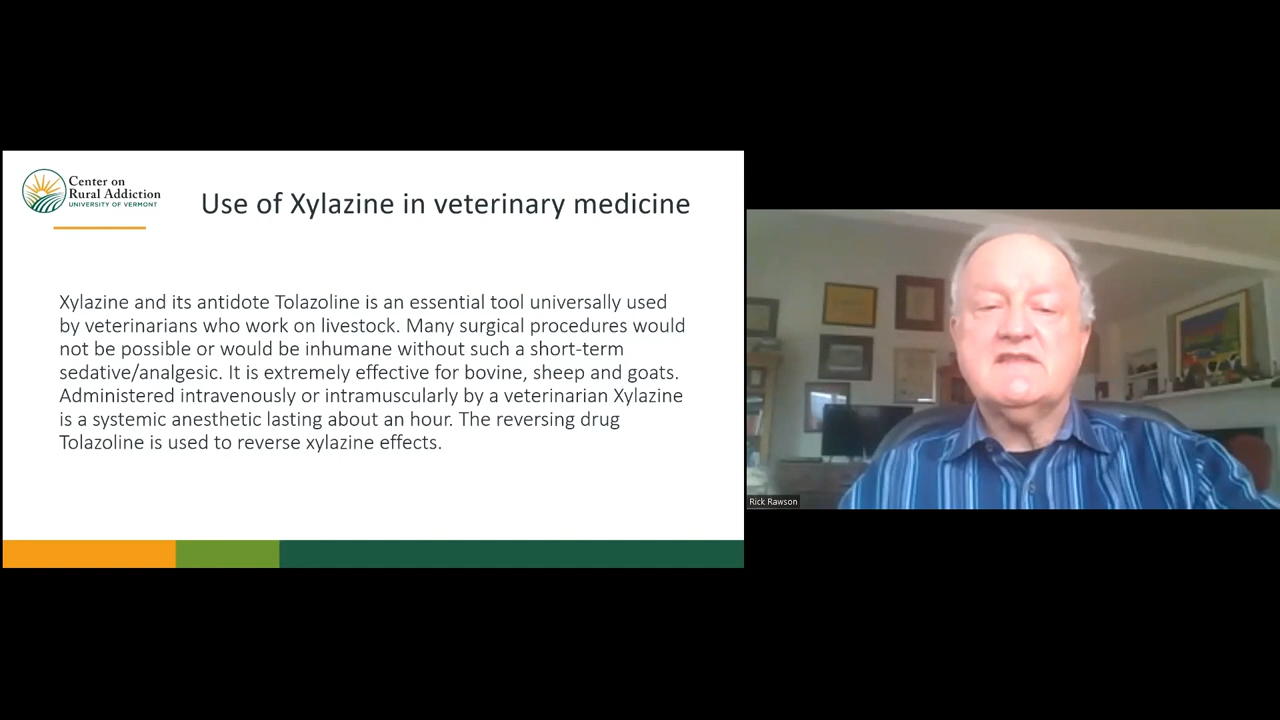 Center on
Rural Addiction
UNIVERSITY OF VERMONT
Use of Xylazine in veterinary medicine
Xylazine and its antidote Tolazoline is an essential tool universally used
by veterinarians who work on livestock. Many surgical procedures would
not be possible or would be inhumane without such a short-term
sedative/analgesic. It is extremely effective for bovine, sheep and goats.
Administered intravenously or intramuscularly by a veterinarian Xylazine
is a systemic anesthetic lasting about an hour. The reversing drug
Tolazoline is used to reverse xylazine effects.
Rick Rawson